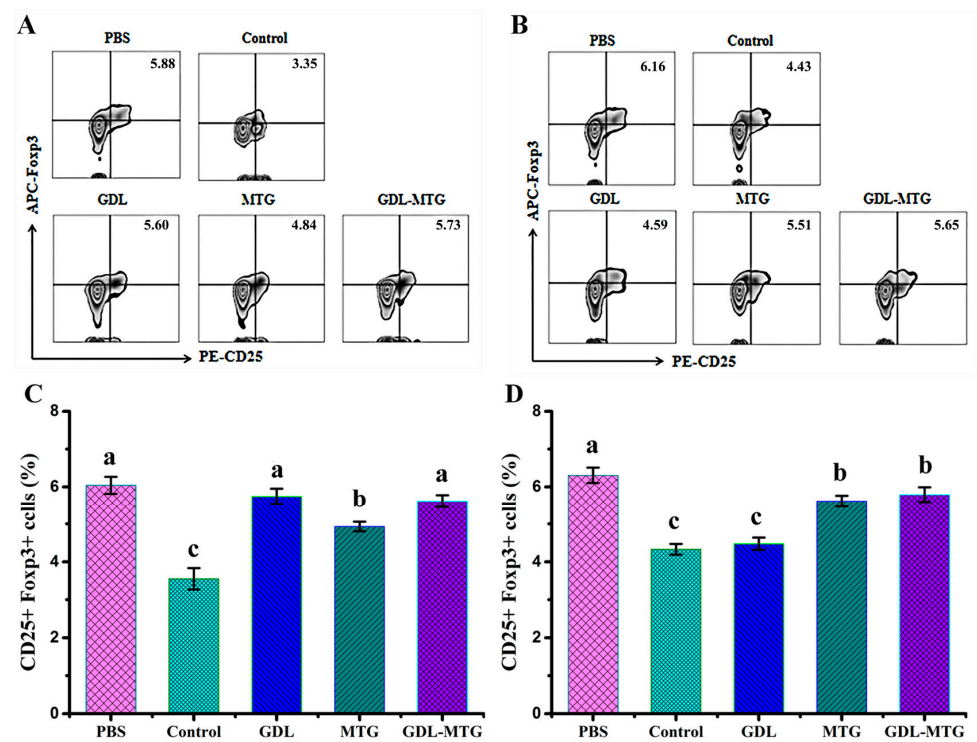 A
PBS
Control
5.88
3.35
GDL
MTG
GDL-MTG
5.60
4.84
5.73
APC-Foxp3
PE-CD25
B
PBS
Control
6.16
4.43
GDL
MTG
GDL-MTG
4.59
5.51
5.65
APC-Foxp3
PE-CD25
C
CD25+ Foxp3+ cclls (%)
8
6
4
2
0
a
c
a
b
a
PBS
Control
GDL
MTG
GDL-MTG
D
CD25+ Foxp3+ cclls (%)
8
6
4
2
0
a
c
c
b
b
PBS
Control
GDL
MTG
GDL-MTG